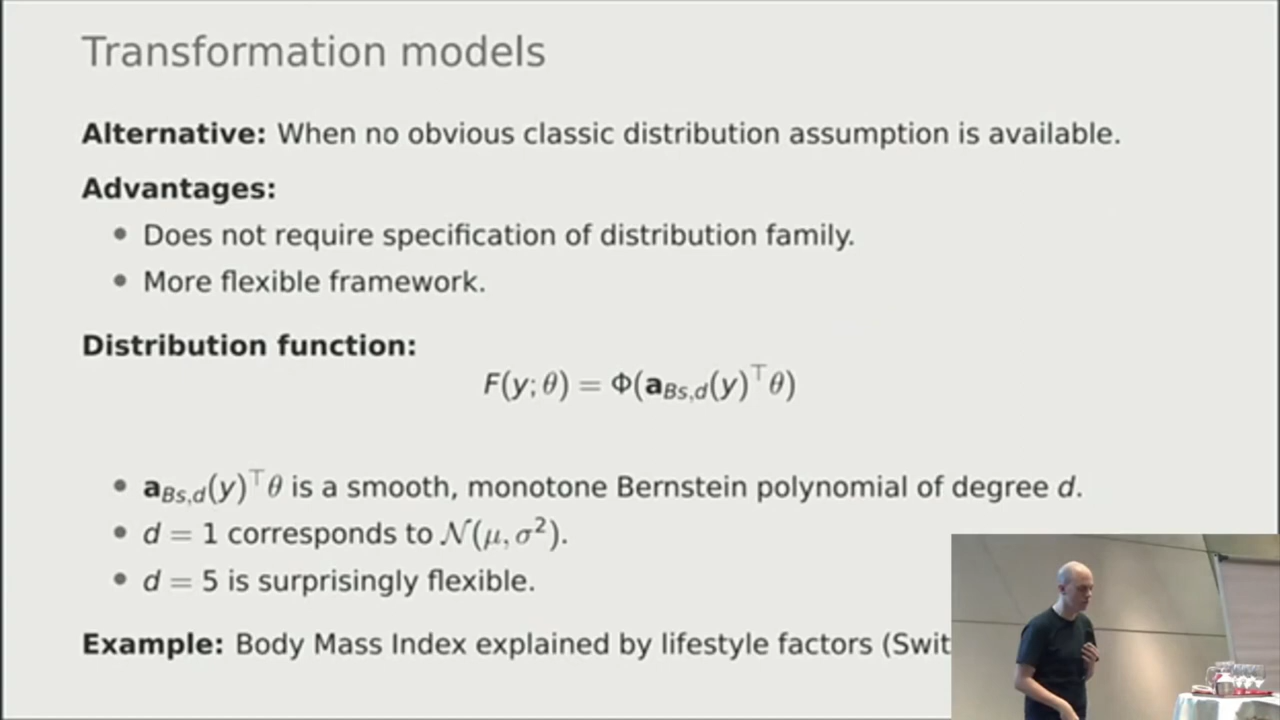 Transformation models
Alternative: When no obvious classic distribution assumption is available.
Advantages:
• Does not require specification of distribution family.
• More flexible framework.
Distribution function:
F(y; θ) = Φ(a_{Bs,d}(y)^⊤ θ)
• a_{Bs,d}(y)^⊤ θ is a smooth, monotone Bernstein polynomial of degree d.
• d = 1 corresponds to 𝒩(μ, σ²).
• d = 5 is surprisingly flexible.
Example: Body Mass Index explained by lifestyle factors (Swit